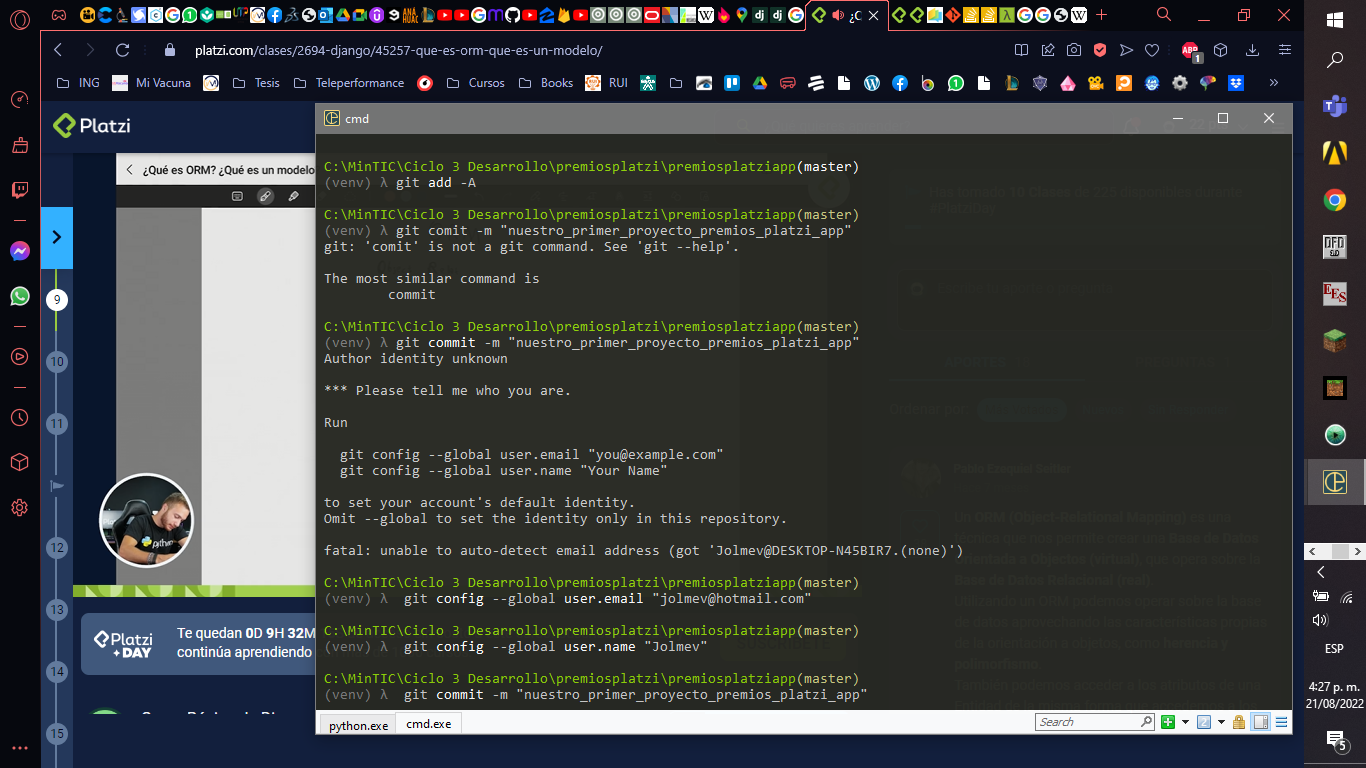 platzi.com/clases/2694-django/45257-que-es-orm-que-es-un-modelo/
ING
Mi Vacuna
Tesis
Teleperformance
Cursos
Books
RUI
Platzi
¿Qué es ORM? ¿Qué es un modelo
9
10
11
12
13
14
15
Platzi
DAY
Te quedan 0D 9H 32M
continúa aprendiendo
cmd
C:\MinTIC\Ciclo 3 Desarrollo\premiosplatzi\premiosplatziapp(master)
(venv) λ git add -A
C:\MinTIC\Ciclo 3 Desarrollo\premiosplatzi\premiosplatziapp(master)
(venv) λ git comit -m "nuestro_primer_proyecto_premios_platzi_app"
git: 'comit' is not a git command. See 'git --help'.
The most similar command is
commit
C:\MinTIC\Ciclo 3 Desarrollo\premiosplatzi\premiosplatziapp(master)
(venv) λ git commit -m "nuestro_primer_proyecto_premios_platzi_app"
Author identity unknown
*** Please tell me who you are.
Run
git config --global user.email "you@example.com"
git config --global user.name "Your Name"
to set your account's default identity.
Omit --global to set the identity only in this repository.
fatal: unable to auto-detect email address (got 'Jolmev@DESKTOP-N45BIR7.(none)')
C:\MinTIC\Ciclo 3 Desarrollo\premiosplatzi\premiosplatziapp(master)
(venv) λ  git config --global user.email "jolmev@hotmail.com"
C:\MinTIC\Ciclo 3 Desarrollo\premiosplatzi\premiosplatziapp(master)
(venv) λ  git config --global user.name "Jolmev"
C:\MinTIC\Ciclo 3 Desarrollo\premiosplatzi\premiosplatziapp(master)
(venv) λ  git commit -m "nuestro_primer_proyecto_premios_platzi_app"
python.exe
cmd.exe
Search
ESP
4:27 p. m.
21/08/2022
5